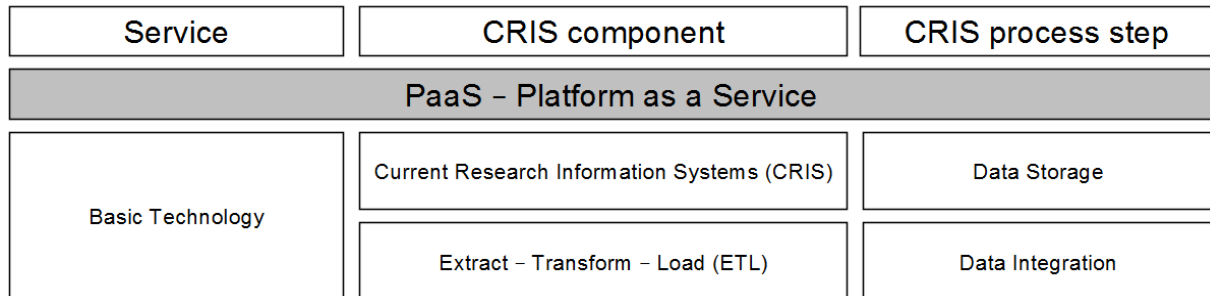 Service
CRIS component
CRIS process step
PaaS – Platform as a Service
Basic Technology
Current Research Information Systems (CRIS)
Data Storage
Extract – Transform – Load (ETL)
Data Integration